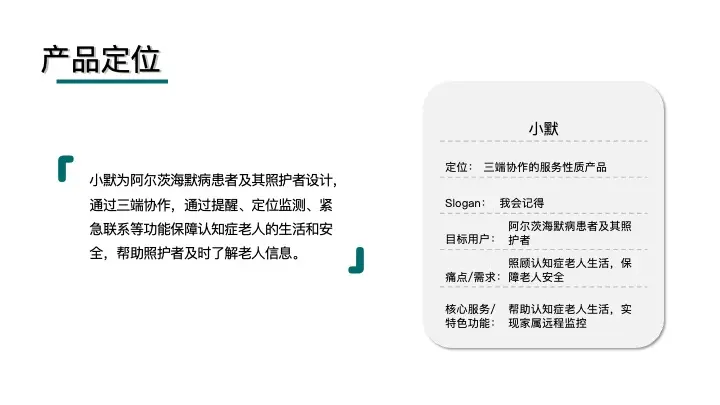 产品定位
小默为阿尔茨海默病患者及其照护者设计，
通过三端协作，通过提醒、定位监测、紧
急联系等功能保障认知症老人的生活和安
全，帮助照护者及时了解老人信息。
小默
定位： 三端协作的服务性质产品
Slogan： 我会记得
目标用户： 阿尔茨海默病患者及其照
护者
痛点/需求： 照顾认知症老人生活，保
障老人安全
核心服务/ 帮助认知症老人生活，实
特色功能： 现家属远程监控